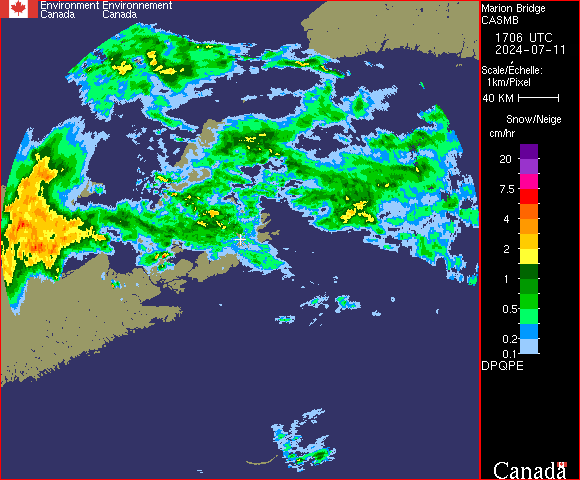 Environment Environnement
Canada Canada
Marion Bridge
CASMB
1706 UTC
2024-07-11
Scale/Echelle:
1km/Pixel
40 KM
Snow/Neige
cm/hr
20
7.5
4
2
1
0.5
0.2
0.1
DPQPE
Canada